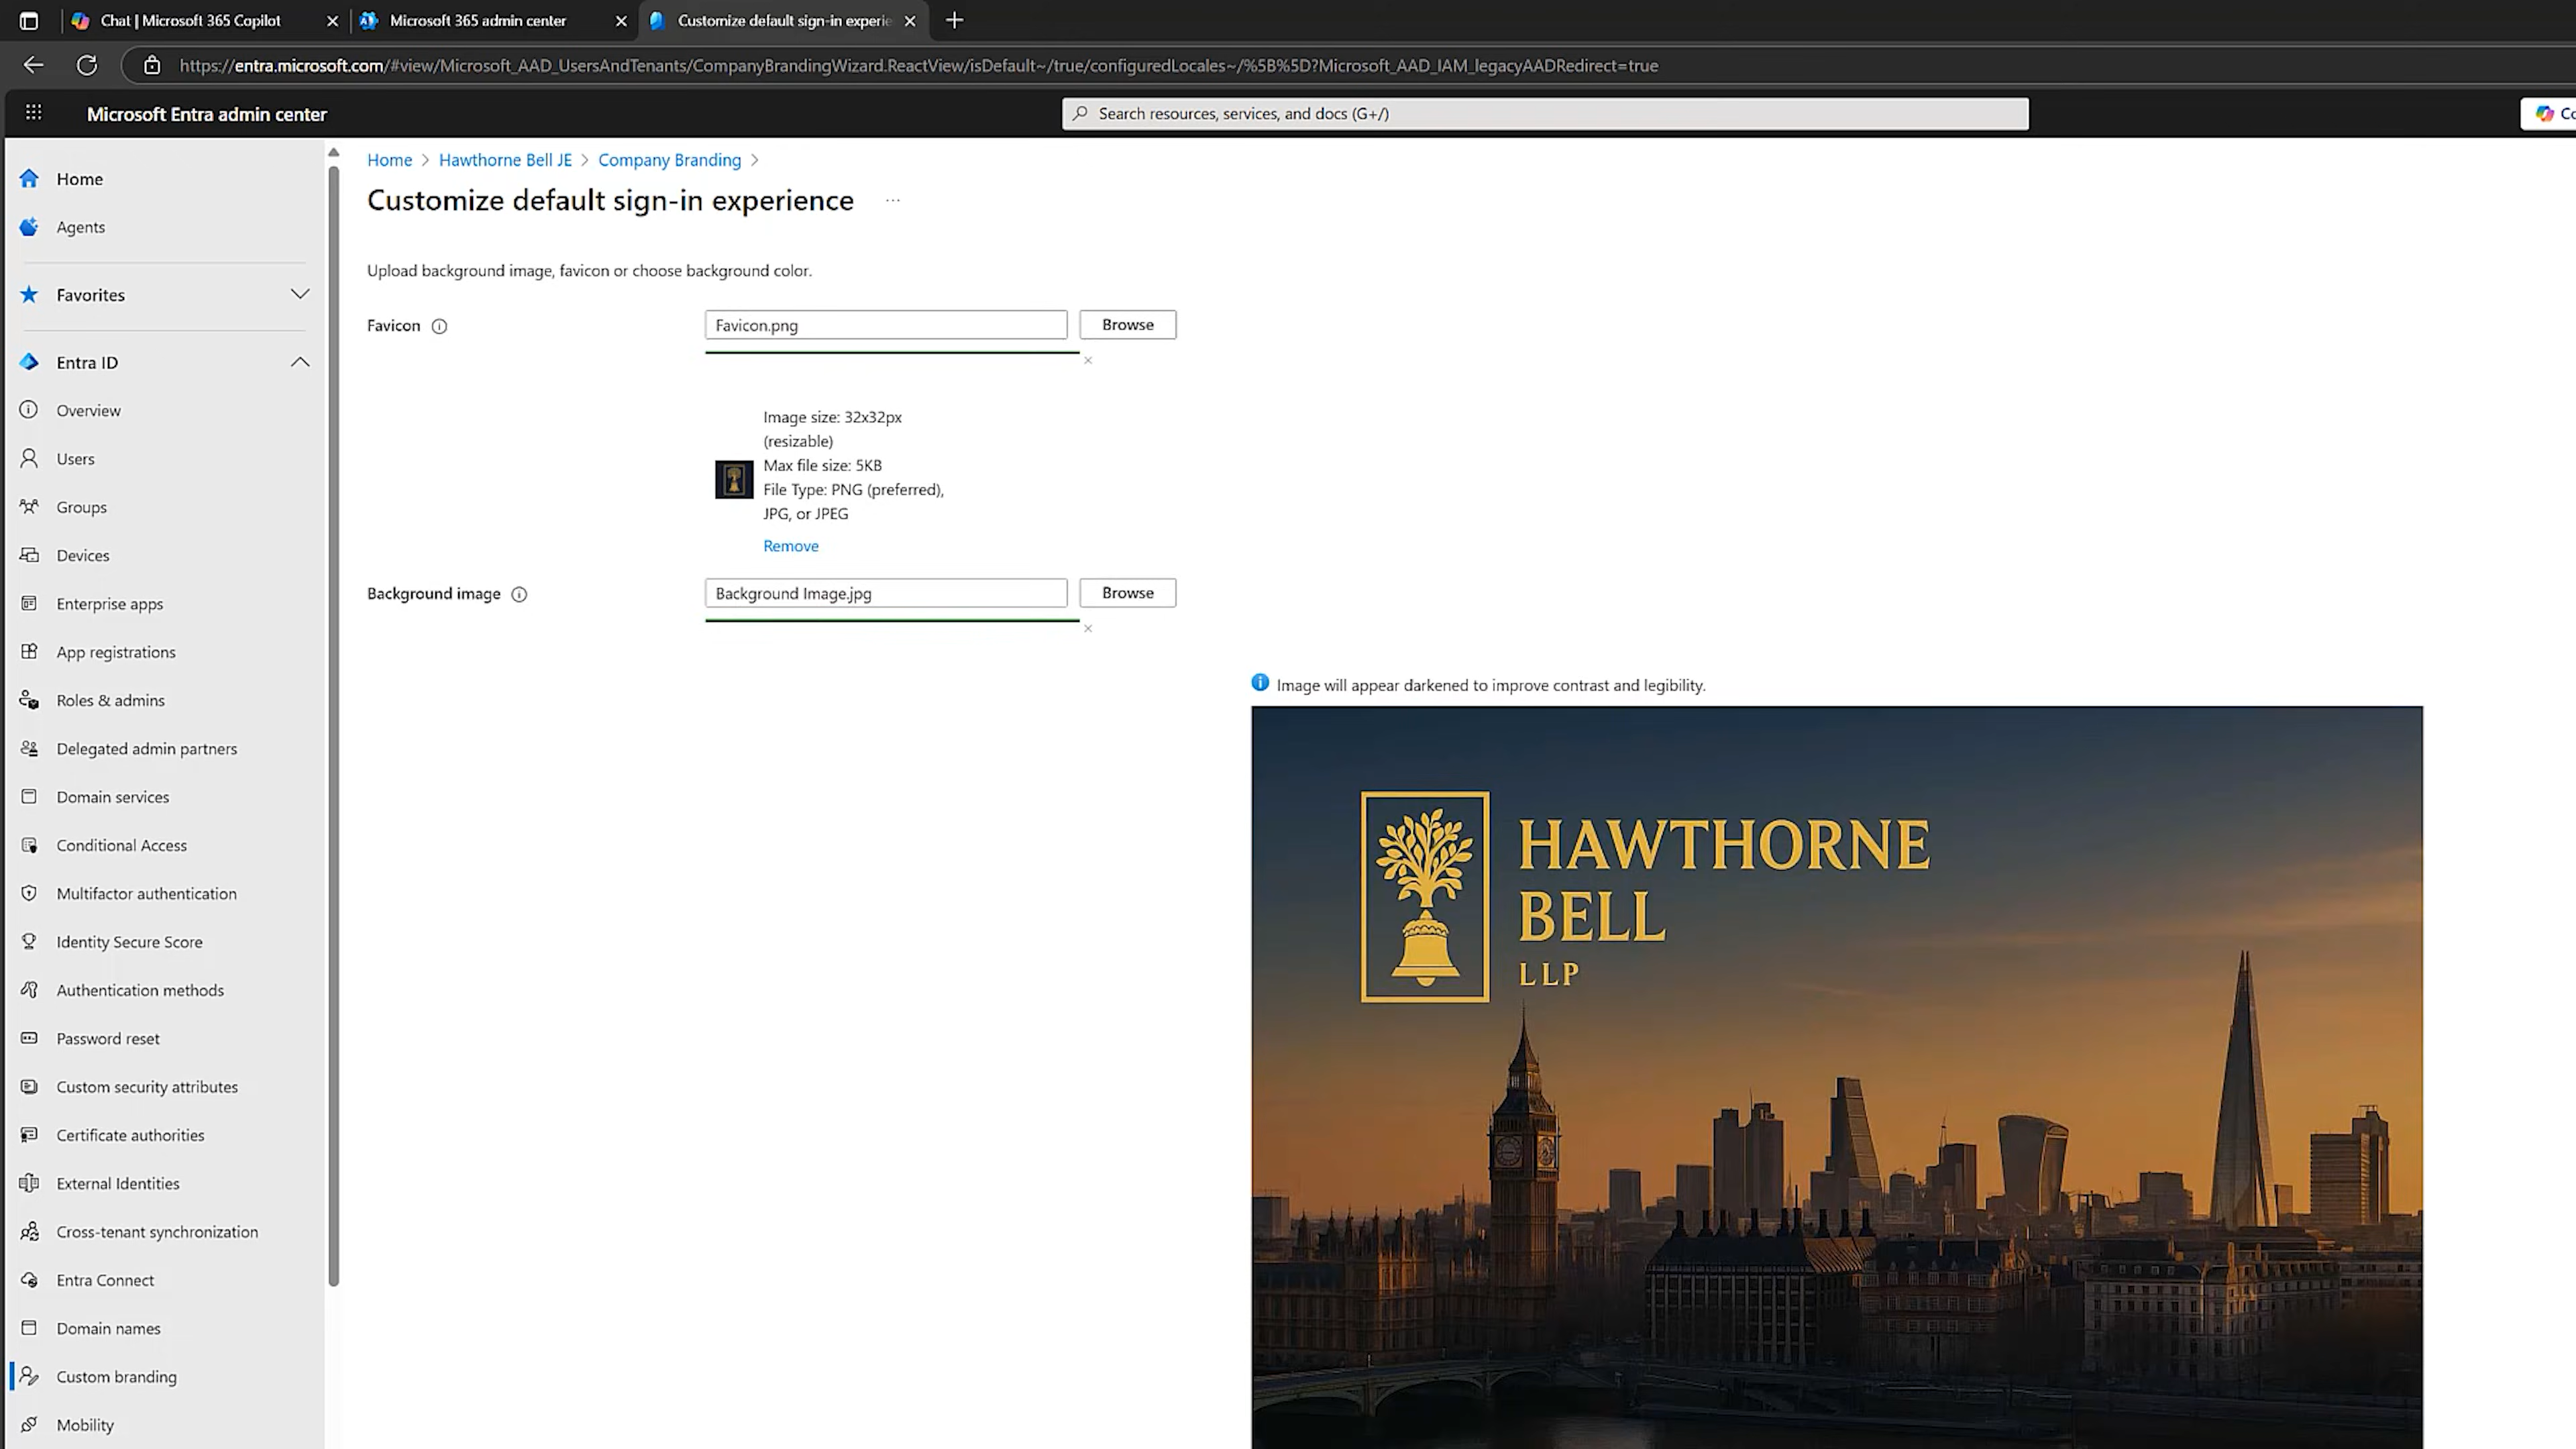 Chat | Microsoft 365 Copilot
Microsoft 365 admin center
Customize default sign-in experie
https://entra.microsoft.com/#view/Microsoft_AAD_UsersAndTenants/CompanyBrandingWizard.ReactView/isDefault~/true/configuredLocales~/%5B%5D?Microsoft_AAD_IAM_legacyAADRedirect=true
Microsoft Entra admin center
Search resources, services, and docs (G+/)
Co
Home
Agents
Favorites
Entra ID
Overview
Users
Groups
Devices
Enterprise apps
App registrations
Roles & admins
Delegated admin partners
Domain services
Conditional Access
Multifactor authentication
Identity Secure Score
Authentication methods
Password reset
Custom security attributes
Certificate authorities
External Identities
Cross-tenant synchronization
Entra Connect
Domain names
Custom branding
Mobility
Home > Hawthorne Bell JE > Company Branding >
Customize default sign-in experience ...
Upload background image, favicon or choose background color.
Favicon
Favicon.png
Browse
Image size: 32x32px
(resizable)
Max file size: 5KB
File Type: PNG (preferred),
JPG, or JPEG
Remove
Background image
Background Image.jpg
Browse
Image will appear darkened to improve contrast and legibility.
HAWTHORNE
BELL
LLP